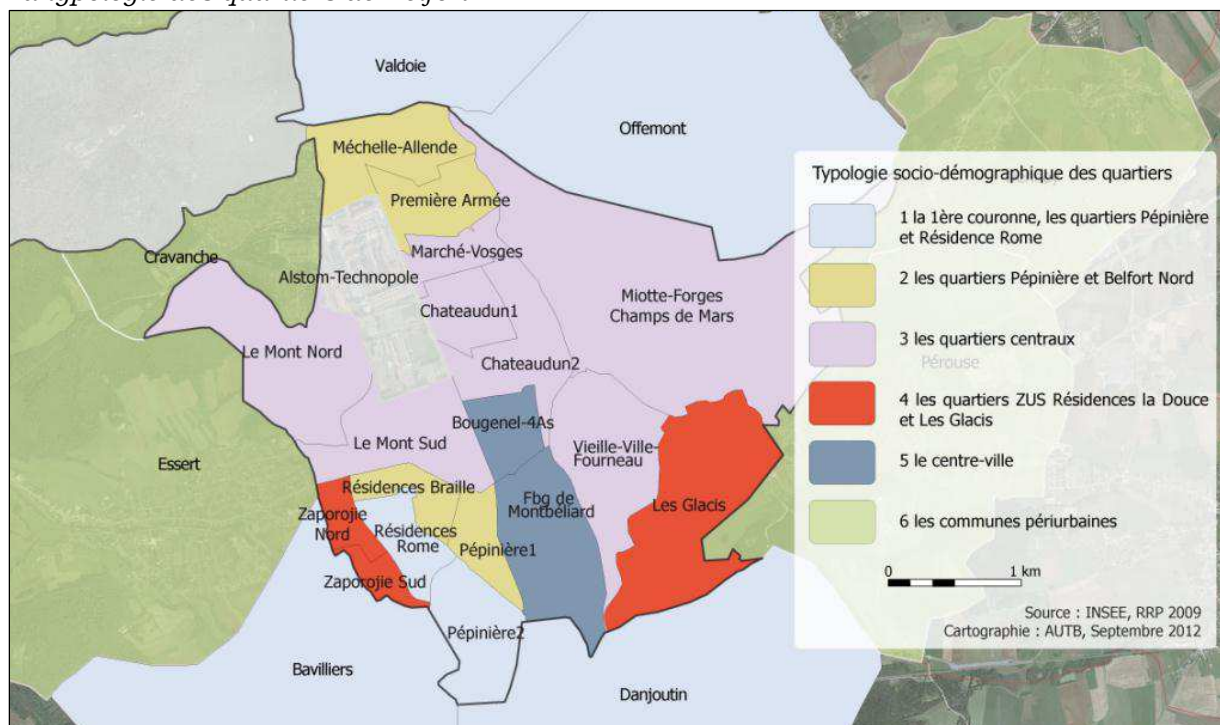 Valdoie
Offemont
Méchelle-Allende
Première Armée
Cravanche
Marché-Vosges
Alstom-Technopole
Chateaudun1
Miotte-Forges
Champs de Mars
Le Mont Nord
Chateaudun2
Bougenel-4As
Le Mont Sud
Vieille-Ville-
Fourneau
Essert
Résidences Braille
Fbg de
Montbéliard
Les Glacis
Zaporojie
Nord
Résidences
Rome
Pépinière1
Zaporojie Sud
Pépinière2
Bavilliers
Danjoutin
Pérouse
Typologie socio-démographique des quartiers
1 la 1ère couronne, les quartiers Pépinière
et Résidence Rome
2 les quartiers Pépinière et Belfort Nord
3 les quartiers centraux
4 les quartiers ZUS Résidences la Douce
et Les Glacis
5 le centre-ville
6 les communes périurbaines
0 1 km
Source : INSEE, RRP 2009
Cartographie : AUTB, Septembre 2012